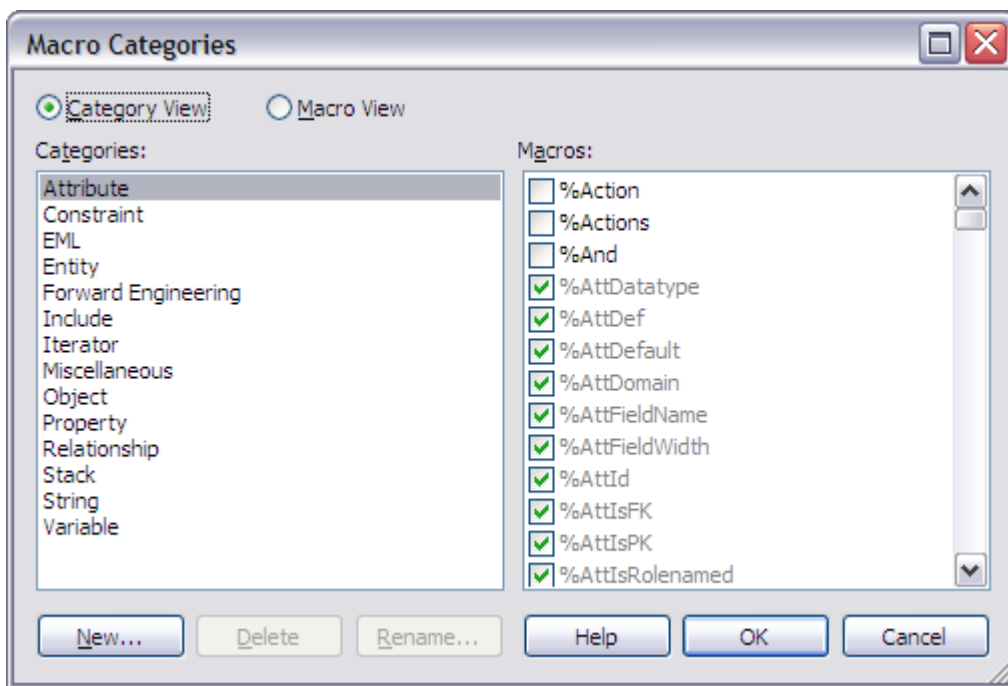 Macro Categories
Category View Macro View
Categories:
Attribute
Constraint
EML
Entity
Forward Engineering
Include
Iterator
Miscellaneous
Object
Property
Relationship
Stack
String
Variable
Macros:
%Action
%Actions
%And
%AttDatatype
%AttDef
%AttDefault
%AttDomain
%AttFieldName
%AttFieldWidth
%AttId
%AttIsFK
%AttIsPK
%AttIsRolenamed
New... Delete Rename... Help OK Cancel